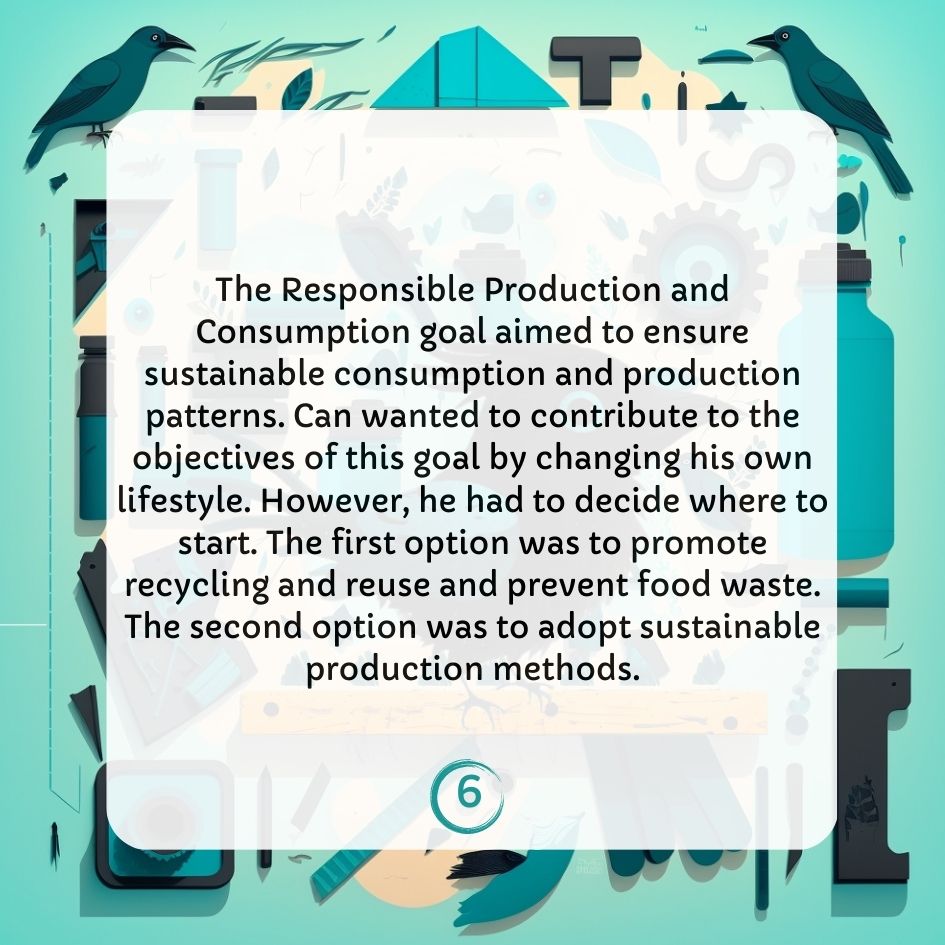 The Responsible Production and
Consumption goal aimed to ensure
sustainable consumption and production
patterns. Can wanted to contribute to the
objectives of this goal by changing his own
lifestyle. However, he had to decide where to
start. The first option was to promote
recycling and reuse and prevent food waste.
The second option was to adopt sustainable
production methods.
6